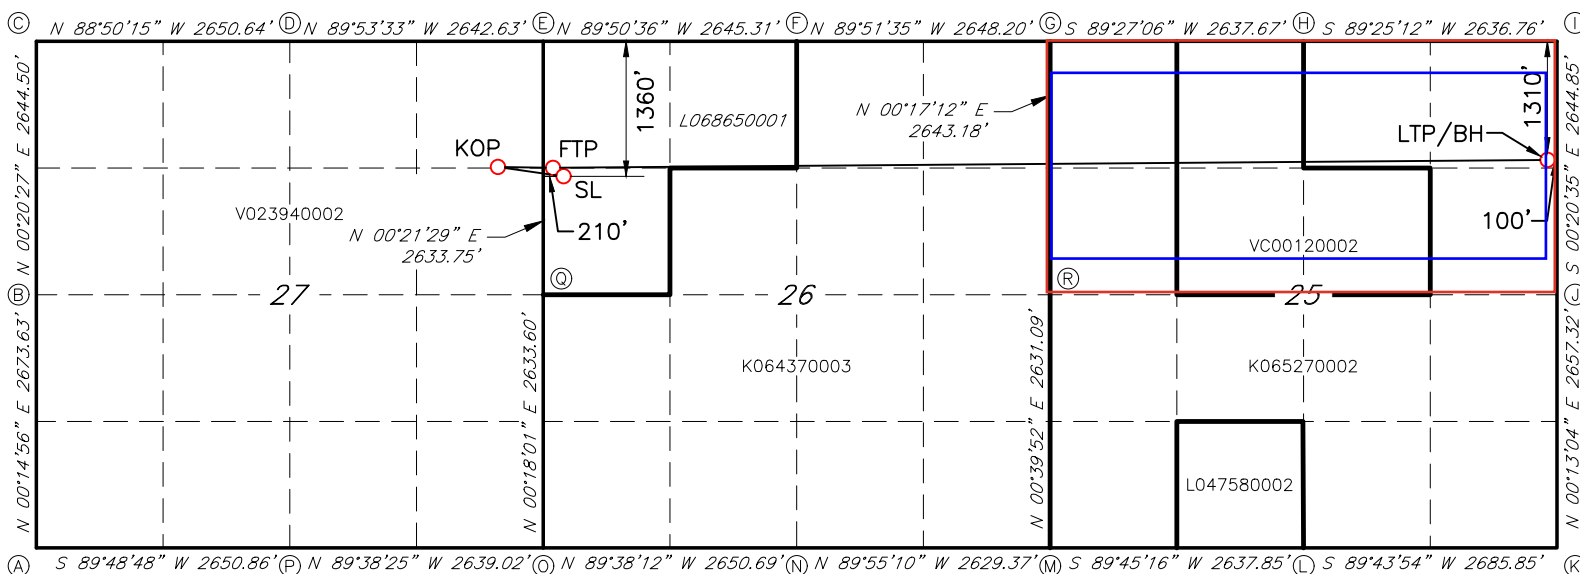 C N 88°50'15" W 2650.64' D N 89°53'33" W 2642.63' E N 89°50'36" W 2645.31' F N 89°51'35" W 2648.20' G S 89°27'06" W 2637.67' H S 89°25'12" W 2636.76' I
N 00°20'27" E 2644.50'
1360'
L068650001
N 00°17'12" E
2643.18'
1310'
S 00°20'35" E 2644.85'
KOP
FTP
SL
LTP/BH
V023940002
N 00°21'29" E
2633.75'
210'
100'
VC00120002
B
27
Q
26
R
25
J
N 00°14'56" E 2673.63'
N 00°18'01" E 2633.60'
K064370003
N 00°39'52" E 2631.09'
K065270002
S 00°13'04" E 2657.32'
L047580002
A S 89°48'48" W 2650.86' P N 89°38'25" W 2639.02' O N 89°38'12" W 2650.69' N N 89°55'10" W 2629.37' M S 89°45'16" W 2637.85' L S 89°43'54" W 2685.85' K